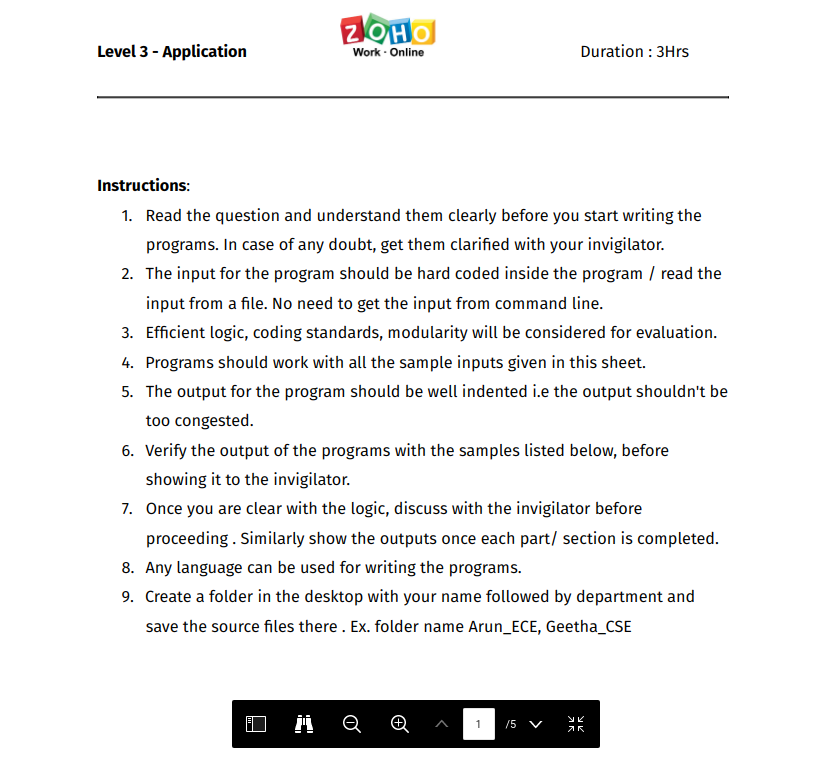 ZOHO
Work · Online
Level 3 - Application
Duration : 3Hrs
Instructions:
1. Read the question and understand them clearly before you start writing the
programs. In case of any doubt, get them clarified with your invigilator.
2. The input for the program should be hard coded inside the program / read the
input from a file. No need to get the input from command line.
3. Efficient logic, coding standards, modularity will be considered for evaluation.
4. Programs should work with all the sample inputs given in this sheet.
5. The output for the program should be well indented i.e the output shouldn't be
too congested.
6. Verify the output of the programs with the samples listed below, before
showing it to the invigilator.
7. Once you are clear with the logic, discuss with the invigilator before
proceeding . Similarly show the outputs once each part/ section is completed.
8. Any language can be used for writing the programs.
9. Create a folder in the desktop with your name followed by department and
save the source files there . Ex. folder name Arun_ECE, Geetha_CSE
1 /5